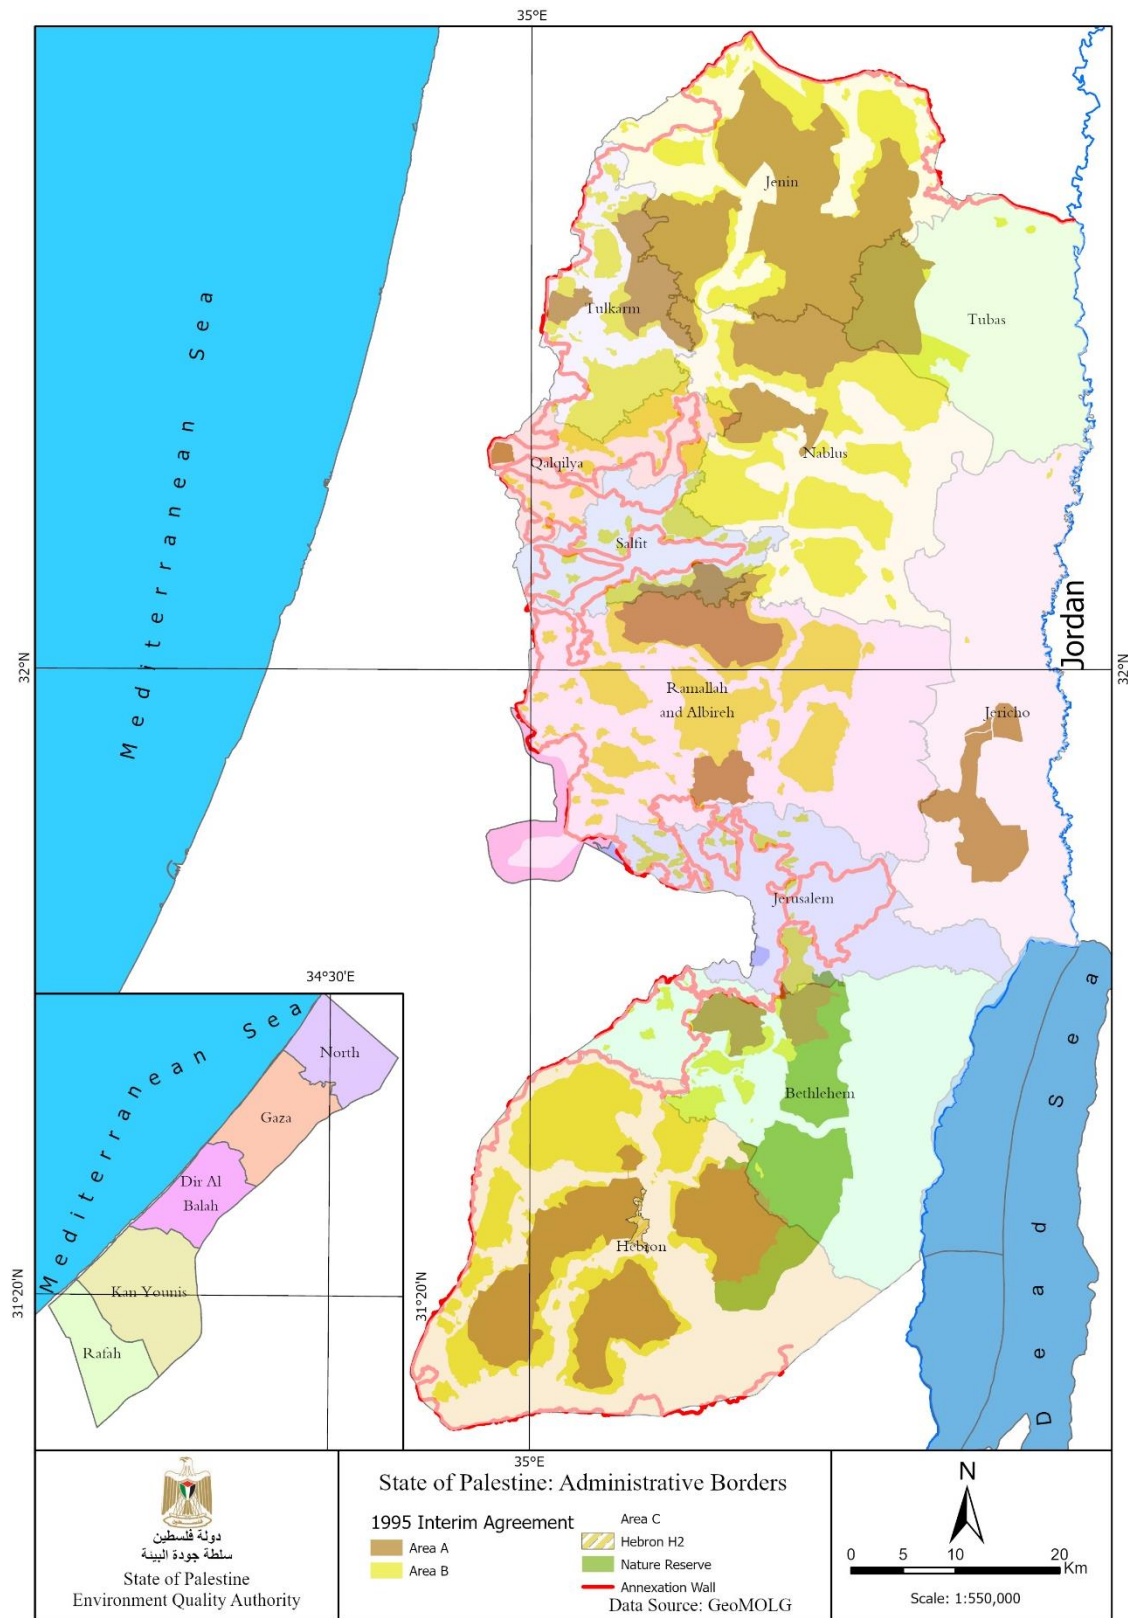 35°E
Jenin
Mediterranean Sea
Tulkarm
Tubas
Qalqilya
Nablus
Salfit
Jordan
32°N
32°N
Ramallah
and Albireh
Jericho
Jerusalem
34°30'E
Mediterranean Sea
North
Gaza
Dir Al
Balah
Kan Younis
Rafah
31°20'N
31°20'N
Bethlehem
Hebron
Dead Sea
35°E
دولة فلسطين
سلطة جودة البيئة
State of Palestine
Environment Quality Authority
State of Palestine: Administrative Borders
1995 Interim Agreement
Area A
Area B
Area C
Hebron H2
Nature Reserve
Annexation Wall
Data Source: GeoMOLG
N
0 5 10 20 Km
Scale: 1:550,000